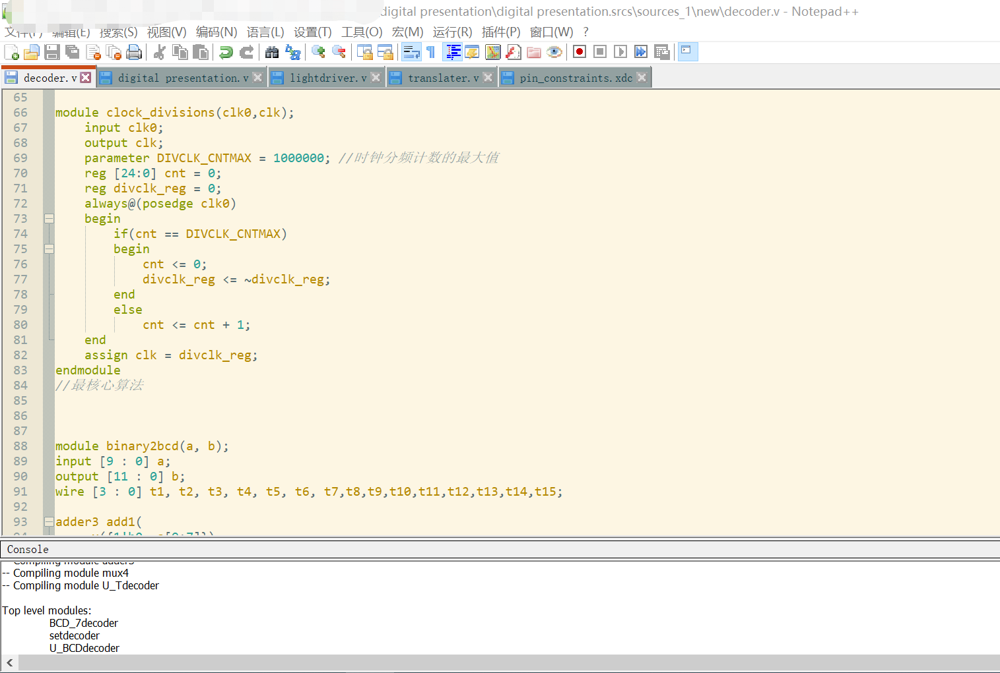 digital presentation\digital presentation.srcs\sources_1\new\decoder.v - Notepad++
文件(F) 编辑(E) 搜索(S) 视图(V) 编码(N) 语言(L) 设置(T) 工具(O) 宏(M) 运行(R) 插件(P) 窗口(W) ?
decoder.v digital presentation.v lightdriver.v translater.v pin_constraints.xdc
65
66 module clock_divisions(clk0,clk);
67 input clk0;
68 output clk;
69 parameter DIVCLK_CNTMAX = 1000000; //时钟分频计数的最大值
70 reg [24:0] cnt = 0;
71 reg divclk_reg = 0;
72 always@(posedge clk0)
73 begin
74 if(cnt == DIVCLK_CNTMAX)
75 begin
76 cnt <= 0;
77 divclk_reg <= ~divclk_reg;
78 end
79 else
80 cnt <= cnt + 1;
81 end
82 assign clk = divclk_reg;
83 endmodule
84 //最核心算法
85
86
87
88 module binary2bcd(a, b);
89 input [9 : 0] a;
90 output [11 : 0] b;
91 wire [3 : 0] t1, t2, t3, t4, t5, t6, t7,t8,t9,t10,t11,t12,t13,t14,t15;
92
93 adder3 add1(
Console
-- Compiling module adder3
-- Compiling module mux4
-- Compiling module U_Tdecoder
Top level modules:
BCD_7decoder
setdecoder
U_BCDdecoder